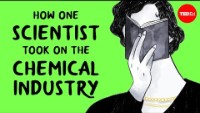 HOW ONE
SCIENTIST
TOOK ON THE
CHEMICAL
INDUSTRY
TED Ed